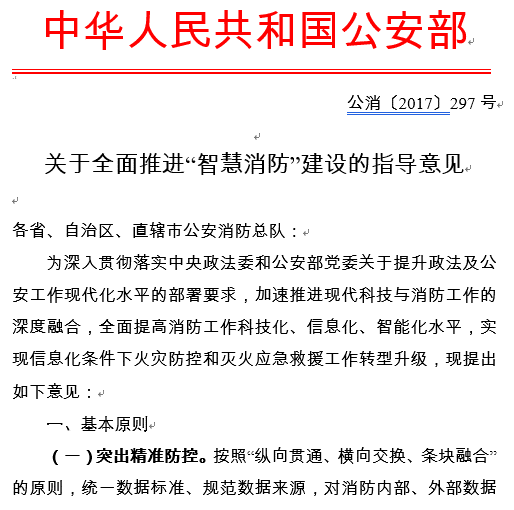 中华人民共和国公安部
公消〔2017〕297 号
关于全面推进“智慧消防”建设的指导意见
各省、自治区、直辖市公安消防总队：
为深入贯彻落实中央政法委和公安部党委关于提升政法及公
安工作现代化水平的部署要求，加速推进现代科技与消防工作的
深度融合，全面提高消防工作科技化、信息化、智能化水平，实
现信息化条件下火灾防控和灭火应急救援工作转型升级，现提出
如下意见：
一、基本原则
（一）突出精准防控。按照“纵向贯通、横向交换、条块融合”
的原则，统一数据标准、规范数据来源，对消防内部、外部数据